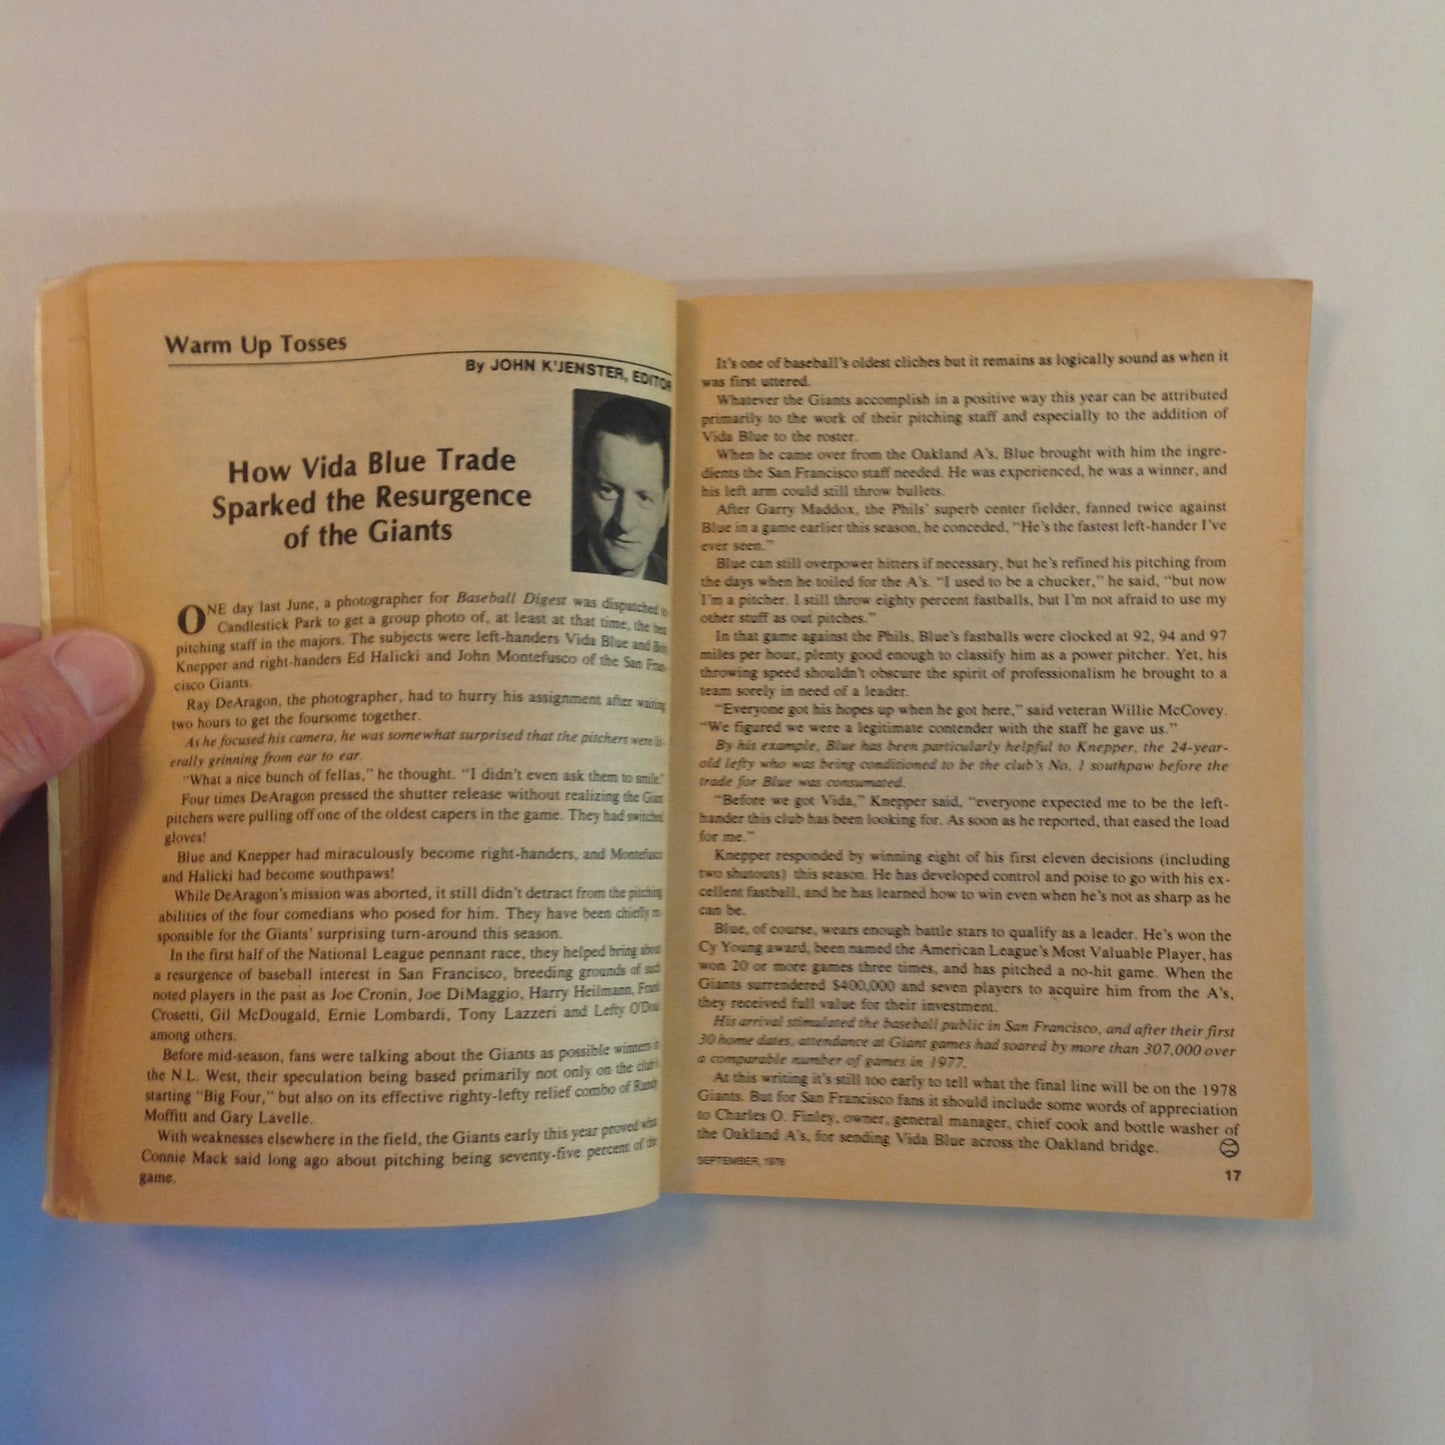 Warm Up Tosses
By JOHN K'JENSTER, EDITOR
How Vida Blue Trade
Sparked the Resurgence
of the Giants
ONE day last June, a photographer for Baseball Digest was dispatched to
Candlestick Park to get a group photo of, at least at that time, the best
pitching staff in the majors. The subjects were left-handers Vida Blue and Bob
Knepper and right-handers Ed Halicki and John Montefusco of the San Fran-
cisco Giants.
Ray DeAragon, the photographer, had to hurry his assignment after waiting
two hours to get the foursome together.
As he focused his camera, he was somewhat surprised that the pitchers were lit-
erally grinning from ear to ear.
"What a nice bunch of fellas," he thought. "I didn't even ask them to smile."
Four times DeAragon pressed the shutter release without realizing the Giant
pitchers were pulling off one of the oldest capers in the game. They had switched
gloves!
Blue and Knepper had miraculously become right-handers, and Montefusco
and Halicki had become southpaws!
While DeAragon's mission was aborted, it still didn't detract from the pitching
abilities of the four comedians who posed for him. They have been chiefly re-
sponsible for the Giants' surprising turn-around this season.
In the first half of the National League pennant race, they helped bring about
a resurgence of baseball interest in San Francisco, breeding grounds of such
noted players in the past as Joe Cronin, Joe DiMaggio, Harry Heilmann, Frank
Crosetti, Gil McDougald, Ernie Lombardi, Tony Lazzeri and Lefty O'Doul
among others.
Before mid-season, fans were talking about the Giants as possible winners in
the N.L. West, their speculation being based primarily not only on the club's
starting "Big Four," but also on its effective righty-lefty relief combo of Randy
Moffitt and Gary Lavelle.
With weaknesses elsewhere in the field, the Giants early this year proved what
Connie Mack said long ago about pitching being seventy-five percent of the
game.
It's one of baseball's oldest cliches but it remains as logically sound as when it
was first uttered.
Whatever the Giants accomplish in a positive way this year can be attributed
primarily to the work of their pitching staff and especially to the addition of
Vida Blue to the roster.
When he came over from the Oakland A's, Blue brought with him the ingre-
dients the San Francisco staff needed. He was experienced, he was a winner, and
his left arm could still throw bullets.
After Garry Maddox, the Phils' superb center fielder, fanned twice against
Blue in a game earlier this season, he conceded, "He's the fastest left-hander I've
ever seen."
Blue can still overpower hitters if necessary, but he's refined his pitching from
the days when he toiled for the A's. "I used to be a chucker," he said, "but now
I'm a pitcher. I still throw eighty percent fastballs, but I'm not afraid to use my
other stuff as out pitches."
In that game against the Phils, Blue's fastballs were clocked at 92, 94 and 97
miles per hour, plenty good enough to classify him as a power pitcher. Yet, his
throwing speed shouldn't obscure the spirit of professionalism he brought to a
team sorely in need of a leader.
"Everyone got his hopes up when he got here," said veteran Willie McCovey.
"We figured we were a legitimate contender with the staff he gave us."
By his example, Blue has been particularly helpful to Knepper, the 24-year-
old lefty who was being conditioned to be the club's No. 1 southpaw before the
trade for Blue was consumated.
"Before we got Vida," Knepper said, "everyone expected me to be the left-
hander this club has been looking for. As soon as he reported, that eased the load
for me."
Knepper responded by winning eight of his first eleven decisions (including
two shutouts) this season. He has developed control and poise to go with his ex-
cellent fastball, and he has learned how to win even when he's not as sharp as he
can be.
Blue, of course, wears enough battle stars to qualify as a leader. He's won the
Cy Young award, been named the American League's Most Valuable Player, has
won 20 or more games three times, and has pitched a no-hit game. When the
Giants surrendered $400,000 and seven players to acquire him from the A's,
they received full value for their investment.
His arrival stimulated the baseball public in San Francisco, and after their first
30 home dates, attendance at Giant games had soared by more than 307,000 over
a comparable number of games in 1977.
At this writing it's still too early to tell what the final line will be on the 1978
Giants. But for San Francisco fans it should include some words of appreciation
to Charles O. Finley, owner, general manager, chief cook and bottle washer of
the Oakland A's, for sending Vida Blue across the Oakland bridge.
SEPTEMBER, 1978
17